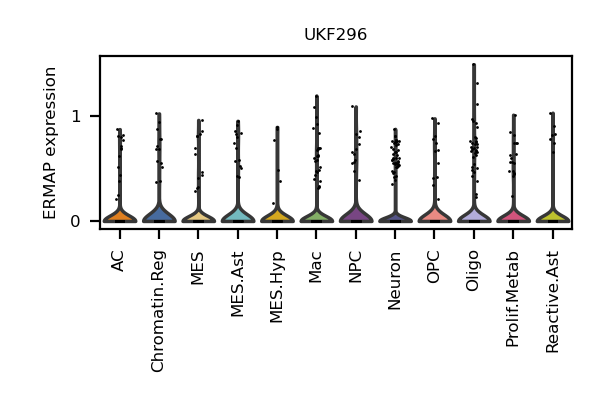 UKF296
ERMAP expression
1
0
AC
Chromatin.Reg
MES
MES.Ast
MES.Hyp
Mac
NPC
Neuron
OPC
Oligo
Prolif.Metab
Reactive.Ast